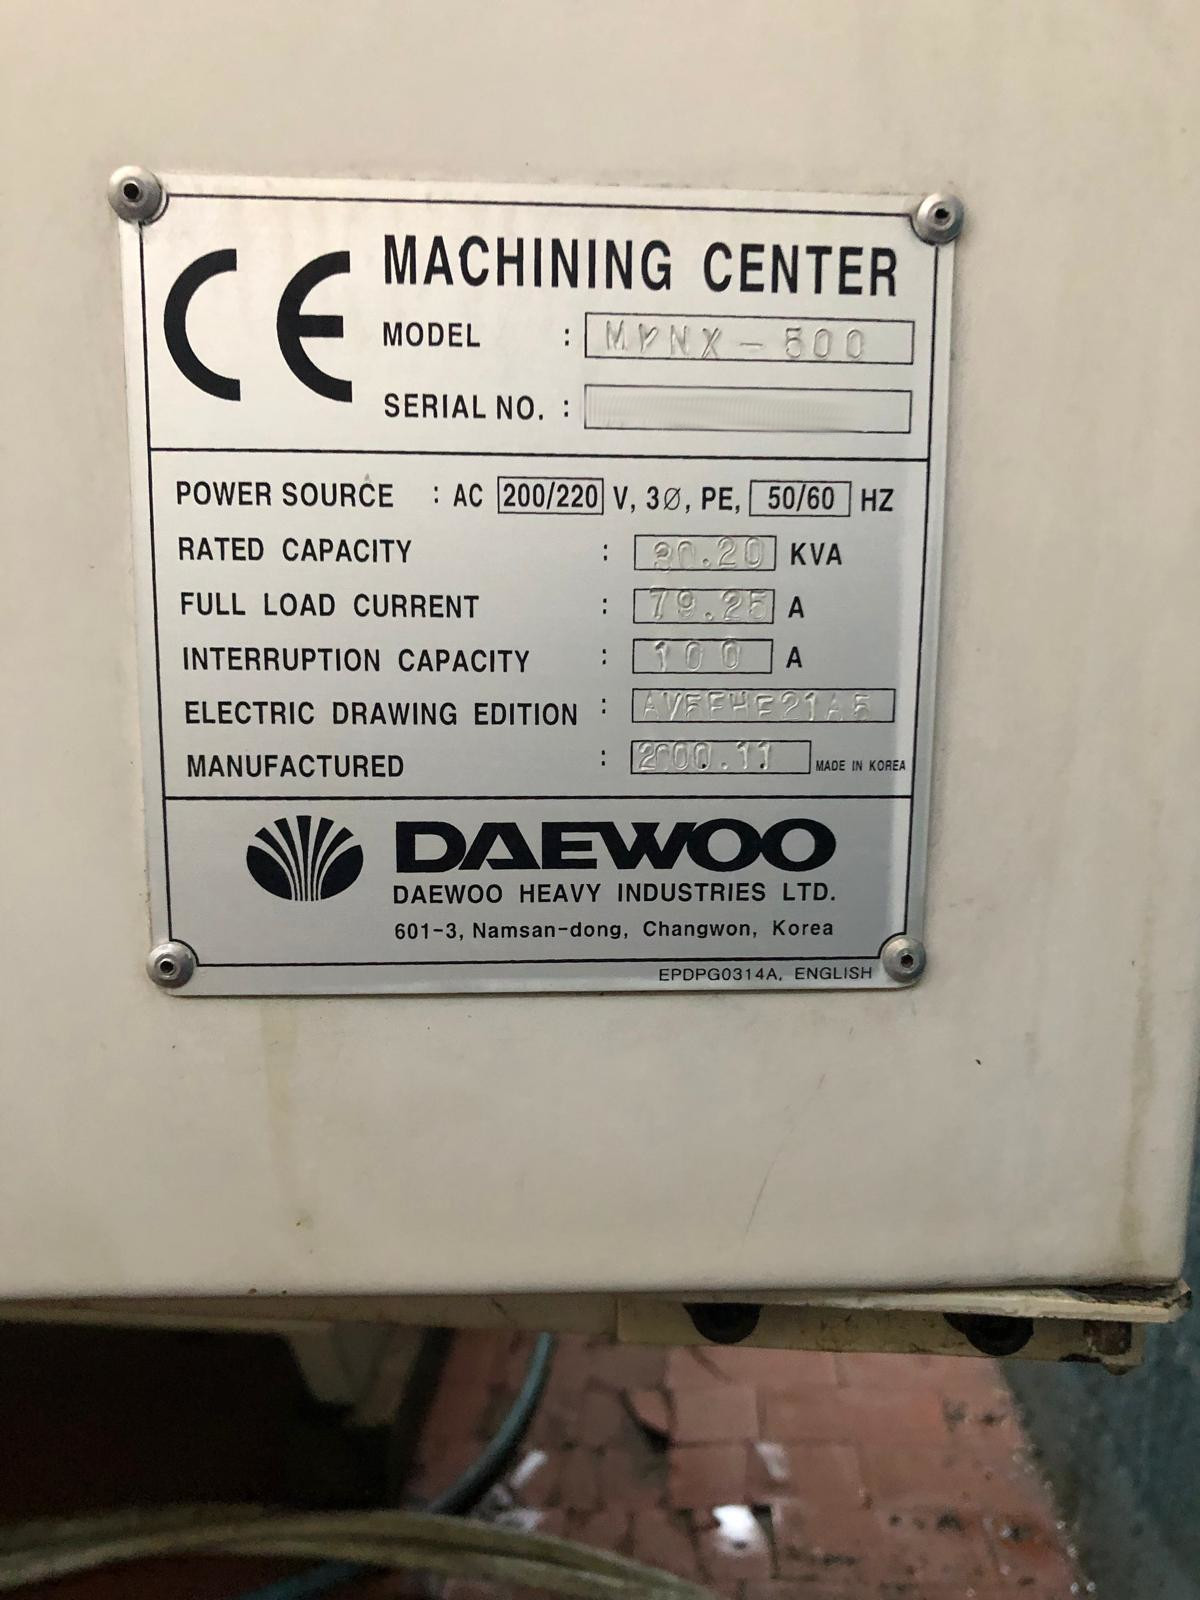 CE MACHINING CENTER
MODEL : MYNX-500
SERIAL NO. :
POWER SOURCE : AC 200/220 V, 3Ø, PE, 50/60 HZ
RATED CAPACITY : KVA
FULL LOAD CURRENT : 79.25 A
INTERRUPTION CAPACITY : 100 A
ELECTRIC DRAWING EDITION :
MANUFACTURED : 2000.11 MADE IN KOREA
DAEWOO
DAEWOO HEAVY INDUSTRIES LTD.
601-3, Namsan-dong, Changwon, Korea
EPDPG0314A, ENGLISH